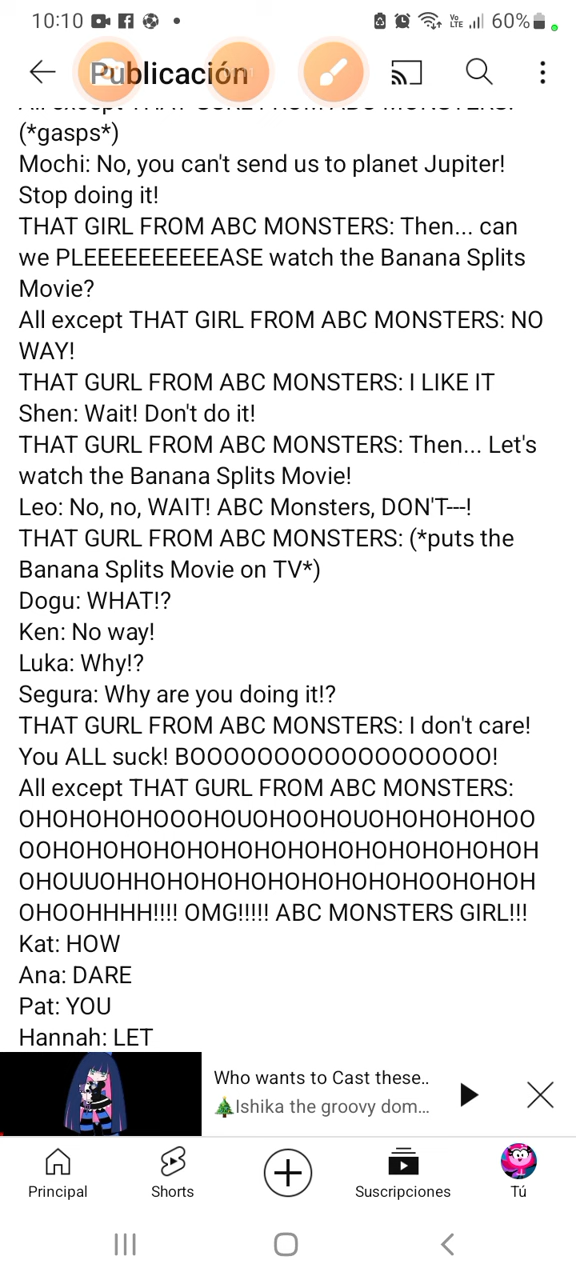 10:10
60%
Publicación
(*gasps*)
Mochi: No, you can't send us to planet Jupiter!
Stop doing it!
THAT GIRL FROM ABC MONSTERS: Then... can
we PLEEEEEEEEEEASE watch the Banana Splits
Movie?
All except THAT GIRL FROM ABC MONSTERS: NO
WAY!
THAT GURL FROM ABC MONSTERS: I LIKE IT
Shen: Wait! Don't do it!
THAT GURL FROM ABC MONSTERS: Then... Let's
watch the Banana Splits Movie!
Leo: No, no, WAIT! ABC Monsters, DON'T---!
THAT GURL FROM ABC MONSTERS: (*puts the
Banana Splits Movie on TV*)
Dogu: WHAT!?
Ken: No way!
Luka: Why!?
Segura: Why are you doing it!?
THAT GURL FROM ABC MONSTERS: I don't care!
You ALL suck! BOOOOOOOOOOOOOOOOOO!
All except THAT GURL FROM ABC MONSTERS:
OHOHOHOHOOOHOUOHOOHOUOHOHOHOHOO
OOHOHOHOHOHOHOHOHOHOHOHOHOHOHOH
OHOUUOHHOHOHOHOHOHOHOHOHOOHOHOH
OHOOHHHH!!!! OMG!!!!! ABC MONSTERS GIRL!!!
Kat: HOW
Ana: DARE
Pat: YOU
Hannah: LET
Who wants to Cast these..
🎄Ishika the groovy dom...
Principal
Shorts
Suscripciones
Tú